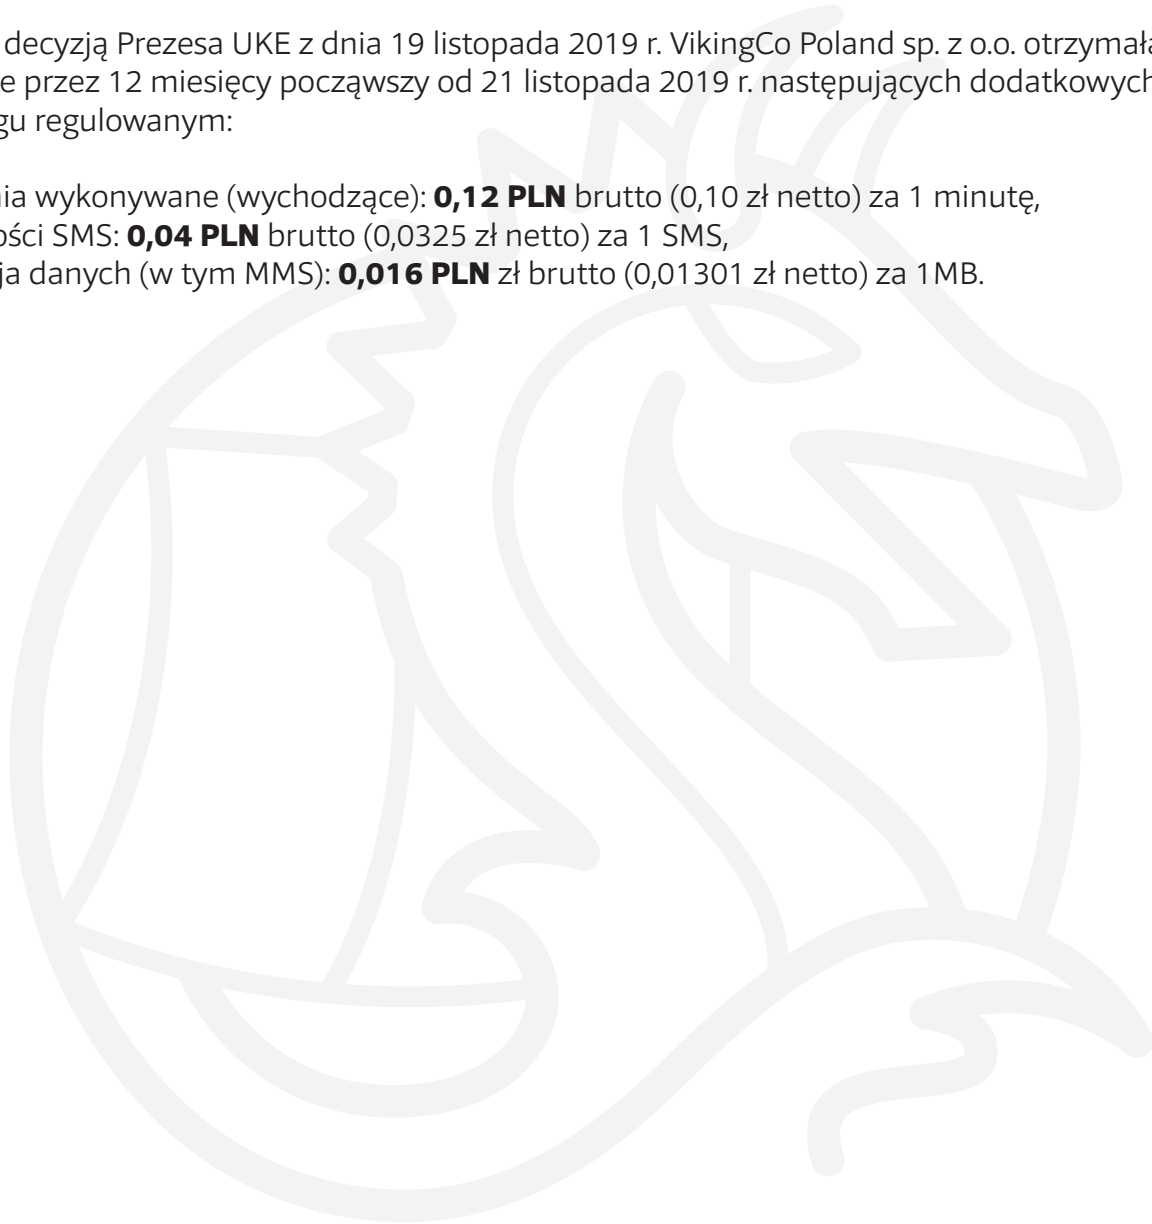 decyzją Prezesa UKE z dnia 19 listopada 2019 r. VikingCo Poland sp. z o.o. otrzymała
e przez 12 miesięcy począwszy od 21 listopada 2019 r. następujących dodatkowych
gu regulowanym:
nia wykonywane (wychodzące): 0,12 PLN brutto (0,10 zł netto) za 1 minutę,
ości SMS: 0,04 PLN brutto (0,0325 zł netto) za 1 SMS,
ja danych (w tym MMS): 0,016 PLN zł brutto (0,01301 zł netto) za 1MB.